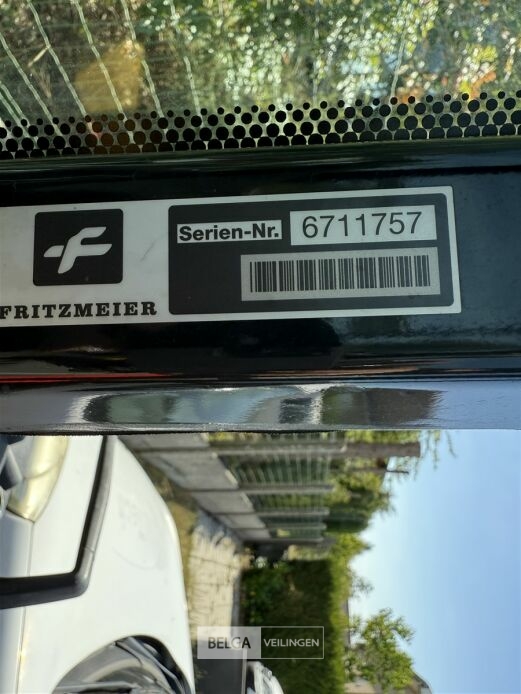 Serien-Nr. 6711757
FRITZMEIER
BELGA VEILINGEN